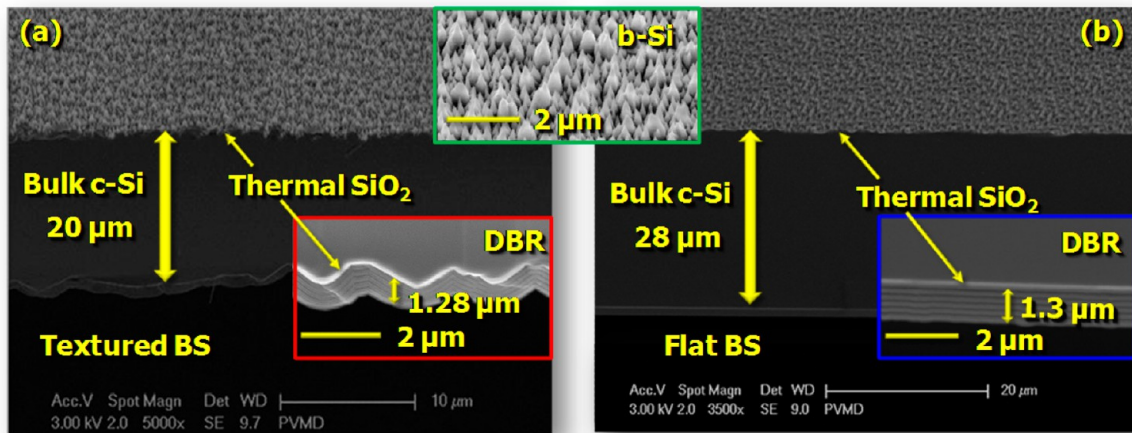 (a)
b-Si
2 µm
(b)
Bulk c-Si
20 µm
Thermal SiO₂
DBR
1.28 µm
2 µm
Textured BS
Acc.V Spot Magn Det WD 10 µm
3.00 kV 2.0 5000x SE 9.7 PVMD
Bulk c-Si
28 µm
Thermal SiO₂
DBR
1.3 µm
2 µm
Flat BS
Acc.V Spot Magn Det WD 20 µm
3.00 kV 2.0 3500x SE 9.0 PVMD